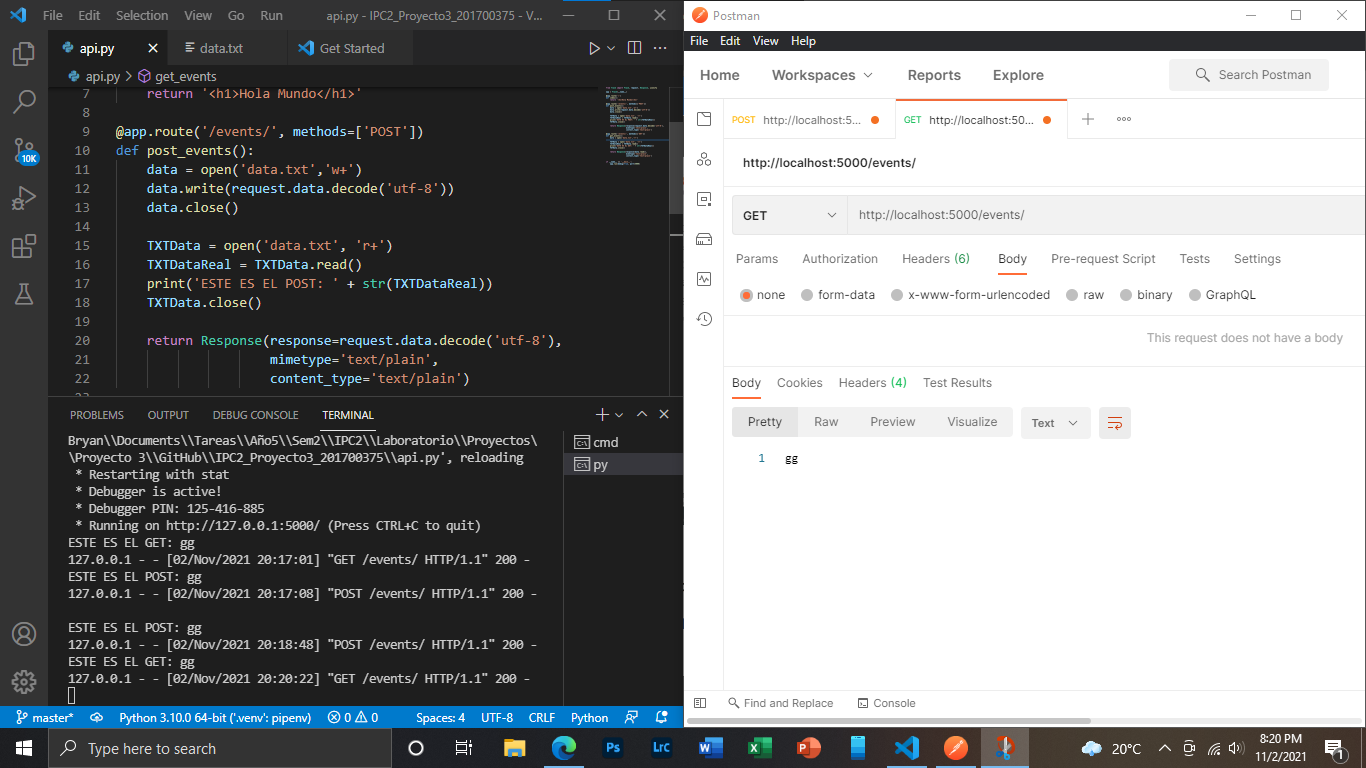 File Edit Selection View Go Run api.py - IPC2_Proyecto3_201700375 - V...
api.py data.txt Get Started
api.py > get_events
7 return '<h1>Hola Mundo</h1>'
8
9 @app.route('/events/', methods=['POST'])
10 def post_events():
11 data = open('data.txt','w+')
12 data.write(request.data.decode('utf-8'))
13 data.close()
14
15 TXTData = open('data.txt', 'r+')
16 TXTDataReal = TXTData.read()
17 print('ESTE ES EL POST: ' + str(TXTDataReal))
18 TXTData.close()
19
20 return Response(response=request.data.decode('utf-8'),
21 mimetype='text/plain',
22 content_type='text/plain')
10K
PROBLEMS OUTPUT DEBUG CONSOLE TERMINAL
Bryan\\Documents\\Tareas\\Año5\\Sem2\\IPC2\\Laboratorio\\Proyectos\
\Proyecto 3\\GitHub\\IPC2_Proyecto3_201700375\\api.py', reloading
* Restarting with stat
* Debugger is active!
* Debugger PIN: 125-416-885
* Running on http://127.0.0.1:5000/ (Press CTRL+C to quit)
ESTE ES EL GET: gg
127.0.0.1 - - [02/Nov/2021 20:17:01] "GET /events/ HTTP/1.1" 200 -
ESTE ES EL POST: gg
127.0.0.1 - - [02/Nov/2021 20:17:08] "POST /events/ HTTP/1.1" 200 -
ESTE ES EL POST: gg
127.0.0.1 - - [02/Nov/2021 20:18:48] "POST /events/ HTTP/1.1" 200 -
ESTE ES EL GET: gg
127.0.0.1 - - [02/Nov/2021 20:20:22] "GET /events/ HTTP/1.1" 200 -
cmd
py
master* Python 3.10.0 64-bit ('.venv': pipenv) 0 0 Spaces: 4 UTF-8 CRLF Python
Postman
File Edit View Help
Home Workspaces Reports Explore Search Postman
POST http://localhost:5... GET http://localhost:50...
http://localhost:5000/events/
GET http://localhost:5000/events/
Params Authorization Headers (6) Body Pre-request Script Tests Settings
none form-data x-www-form-urlencoded raw binary GraphQL
This request does not have a body
Body Cookies Headers (4) Test Results
Pretty Raw Preview Visualize Text
1 gg
Find and Replace Console
Type here to search
Ps LrC W X P
20°C
8:20 PM
11/2/2021
1